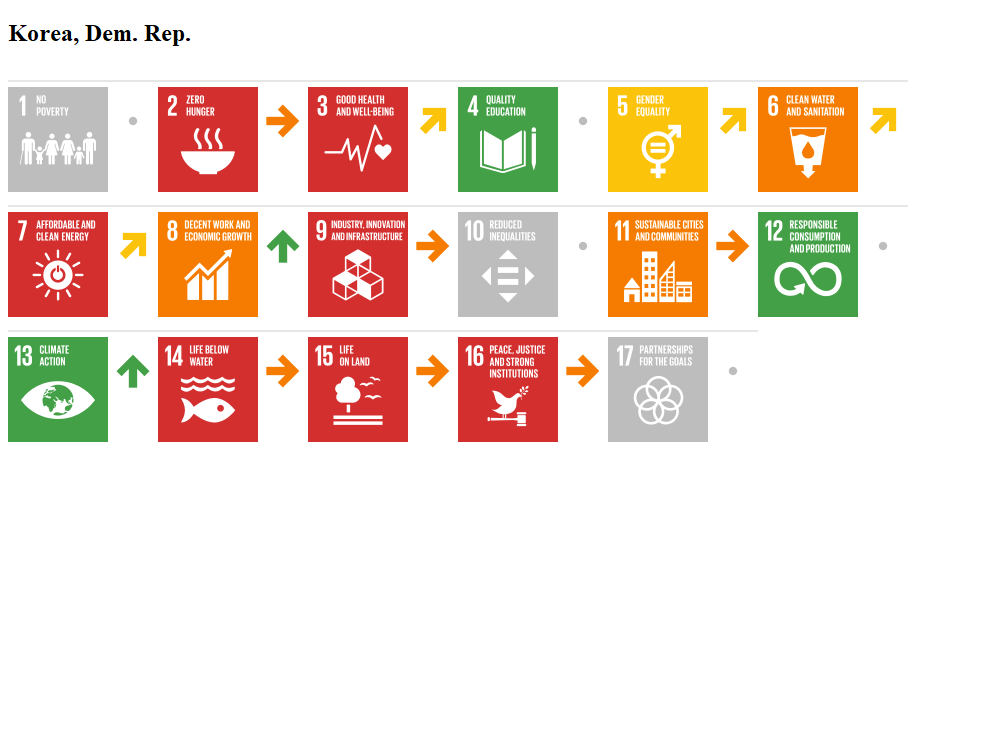 Korea, Dem. Rep.
1 NO
POVERTY
2 ZERO
HUNGER
3 GOOD HEALTH
AND WELL-BEING
4 QUALITY
EDUCATION
5 GENDER
EQUALITY
6 CLEAN WATER
AND SANITATION
7 AFFORDABLE AND
CLEAN ENERGY
8 DECENT WORK AND
ECONOMIC GROWTH
9 INDUSTRY, INNOVATION
AND INFRASTRUCTURE
10 REDUCED
INEQUALITIES
11 SUSTAINABLE CITIES
AND COMMUNITIES
12 RESPONSIBLE
CONSUMPTION
AND PRODUCTION
13 CLIMATE
ACTION
14 LIFE BELOW
WATER
15 LIFE
ON LAND
16 PEACE, JUSTICE
AND STRONG
INSTITUTIONS
17 PARTNERSHIPS
FOR THE GOALS